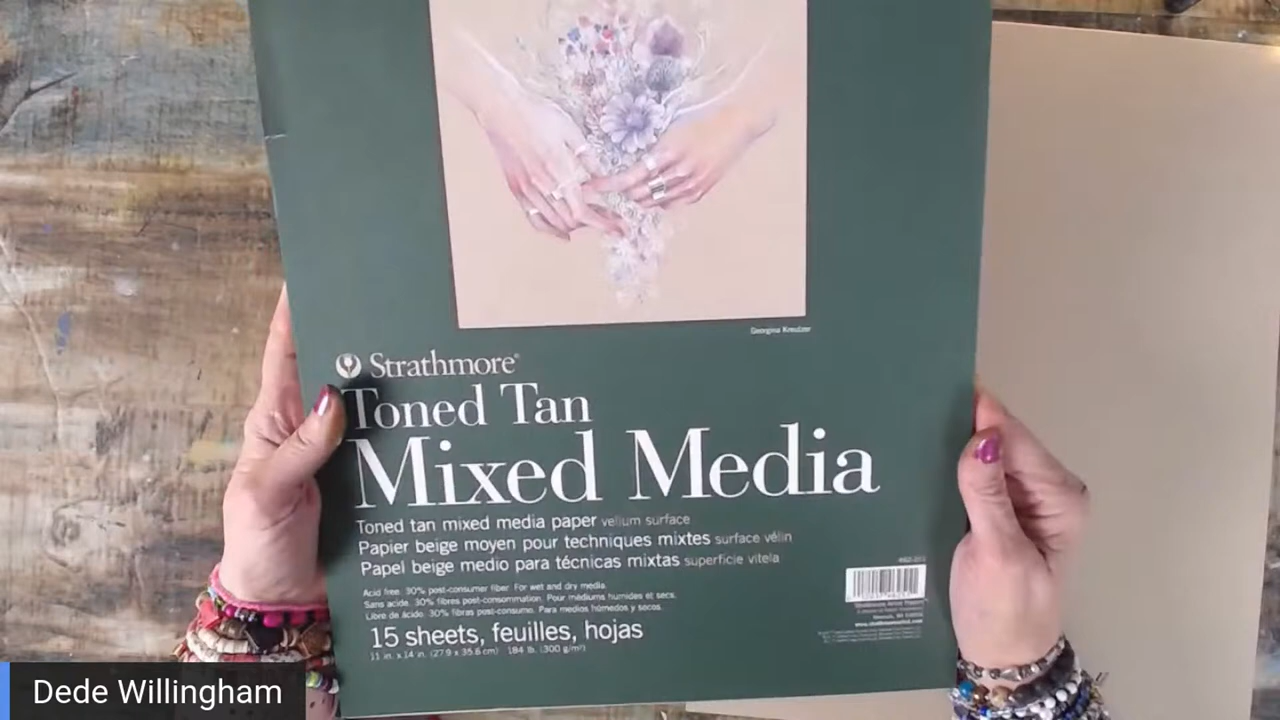 Georgina Kreutzer
Strathmore®
Toned Tan
Mixed Media
Toned tan mixed media paper vellum surface
Papier beige moyen pour techniques mixtes surface vélin
Papel beige medio para técnicas mixtas superficie vitela
Acid free. 30% post-consumer fiber. For wet and dry media.
Sans acide. 30% fibres post-consommation. Pour médiums humides et secs.
Libre de ácido. 30% fibras post-consumo. Para medios húmedos y secos.
15 sheets, feuilles, hojas
11 in. x 14 in. (27.9 x 35.6 cm) 184 lb. (300 g/m²)
Dede Willingham